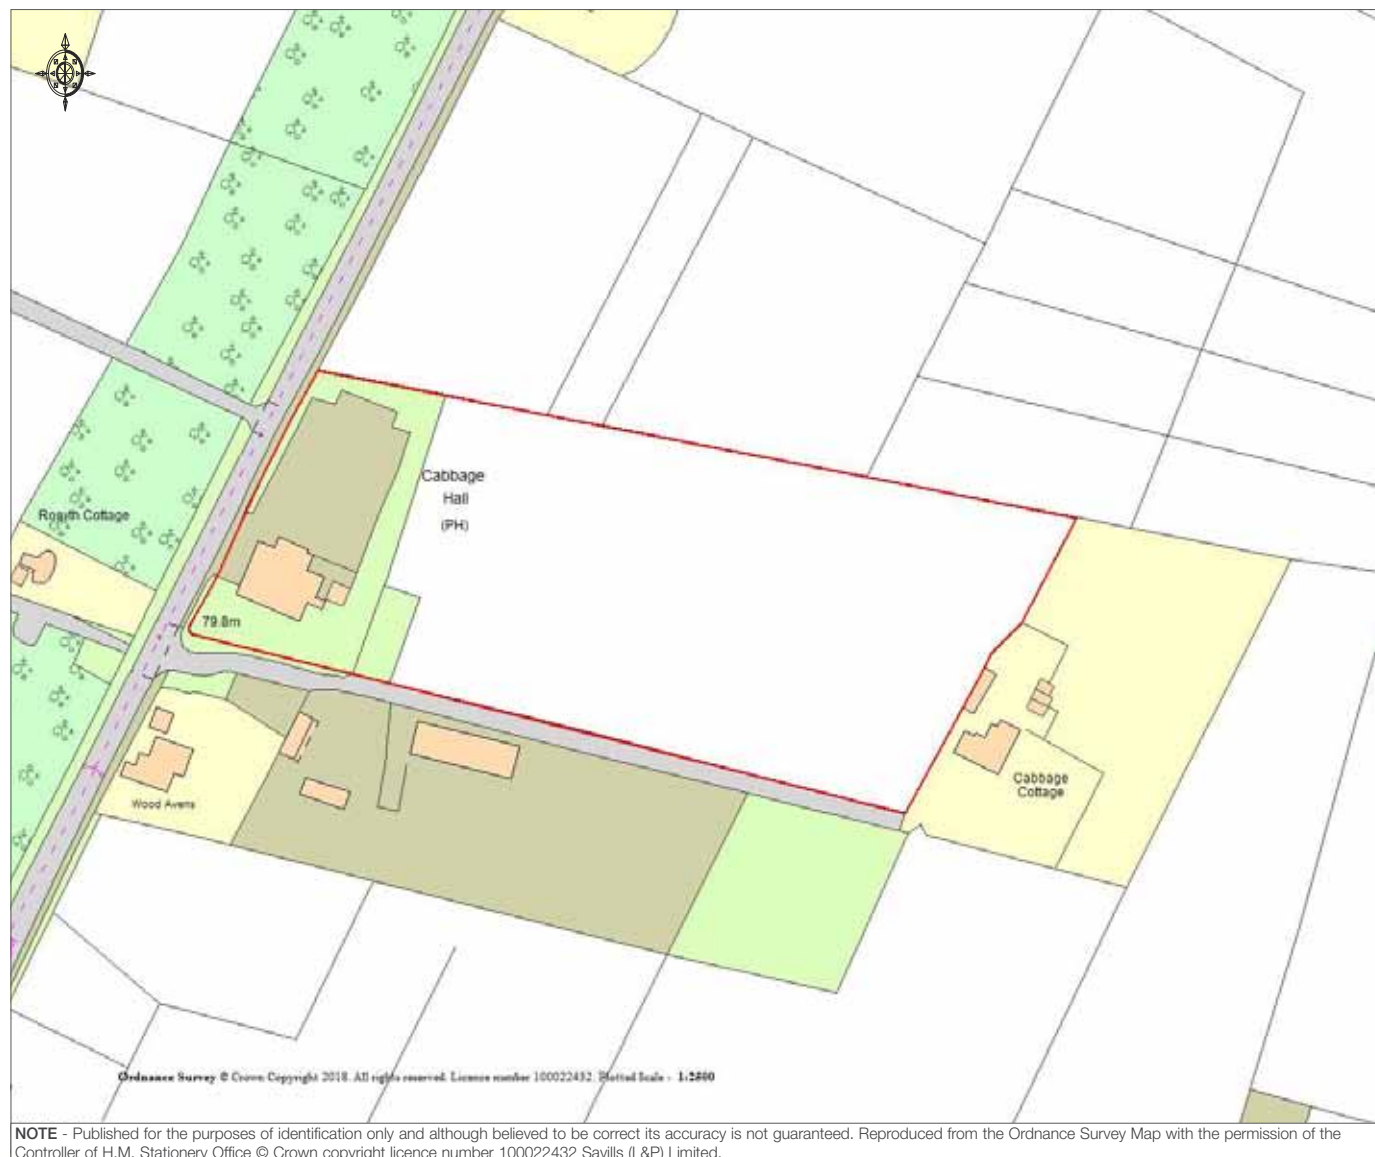 Cabbage
Hall
(PH)
Rosyth Cottage
79.8m
Cabbage
Cottage
Wood Avens
Ordnance Survey © Crown Copyright 2018. All rights reserved. Licence number 100022432. Plotted Scale - 1:2500
NOTE - Published for the purposes of identification only and although believed to be correct its accuracy is not guaranteed. Reproduced from the Ordnance Survey Map with the permission of the
Controller of H.M. Stationery Office © Crown copyright licence number 100022432 Savills (L&P) Limited.